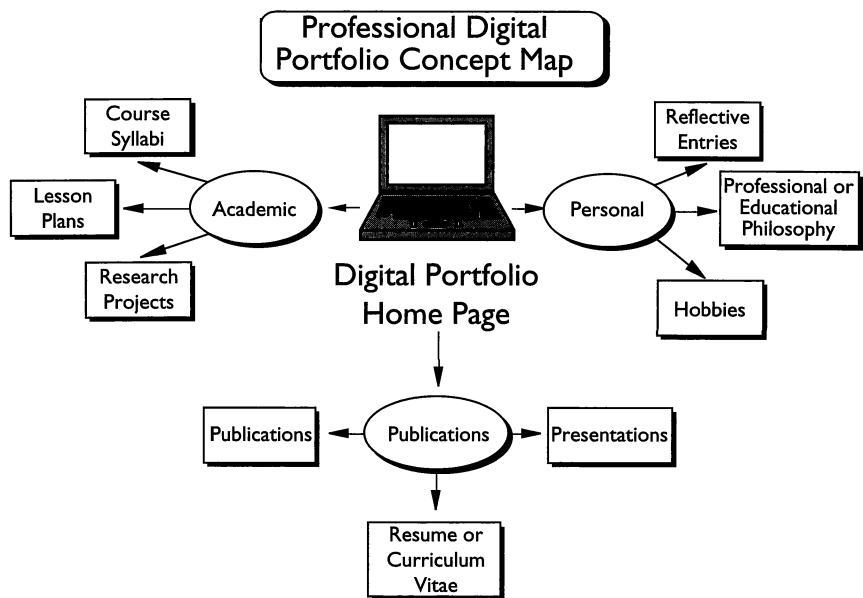 Professional Digital
Portfolio Concept Map
Course
Syllabi
Lesson
Plans
Research
Projects
Academic
Digital Portfolio
Home Page
Personal
Reflective
Entries
Professional or
Educational
Philosophy
Hobbies
Publications
Publications
Presentations
Resume or
Curriculum
Vitae